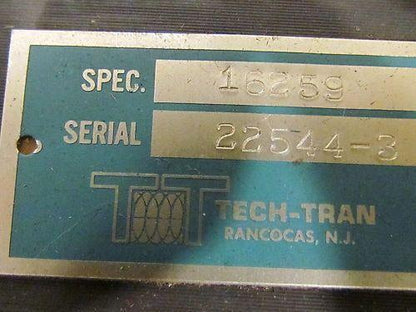 SPEC. 16259
SERIAL 22544-3
TT TECH-TRAN
RANCOCAS, N.J.